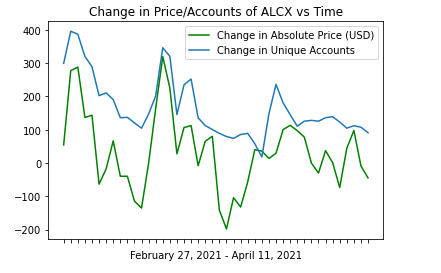 Change in Price/Accounts of ALCX vs Time
Change in Absolute Price (USD)
Change in Unique Accounts
400
300
200
100
0
−100
−200
February 27, 2021 - April 11, 2021